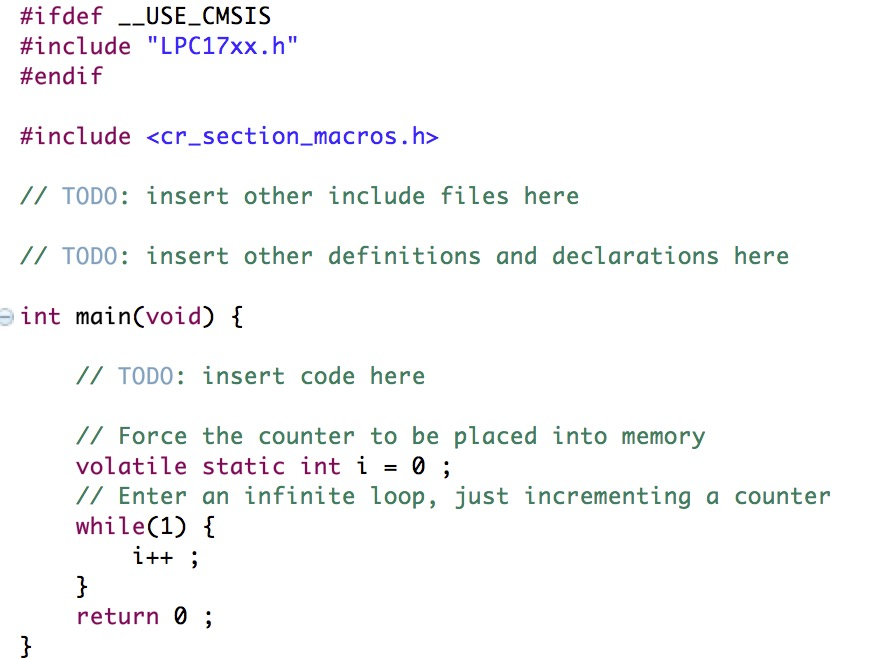 #ifdef __USE_CMSIS
#include "LPC17xx.h"
#endif
#include <cr_section_macros.h>
// TODO: insert other include files here
// TODO: insert other definitions and declarations here
int main(void) {
// TODO: insert code here
// Force the counter to be placed into memory
volatile static int i = 0 ;
// Enter an infinite loop, just incrementing a counter
while(1) {
i++ ;
}
return 0 ;
}